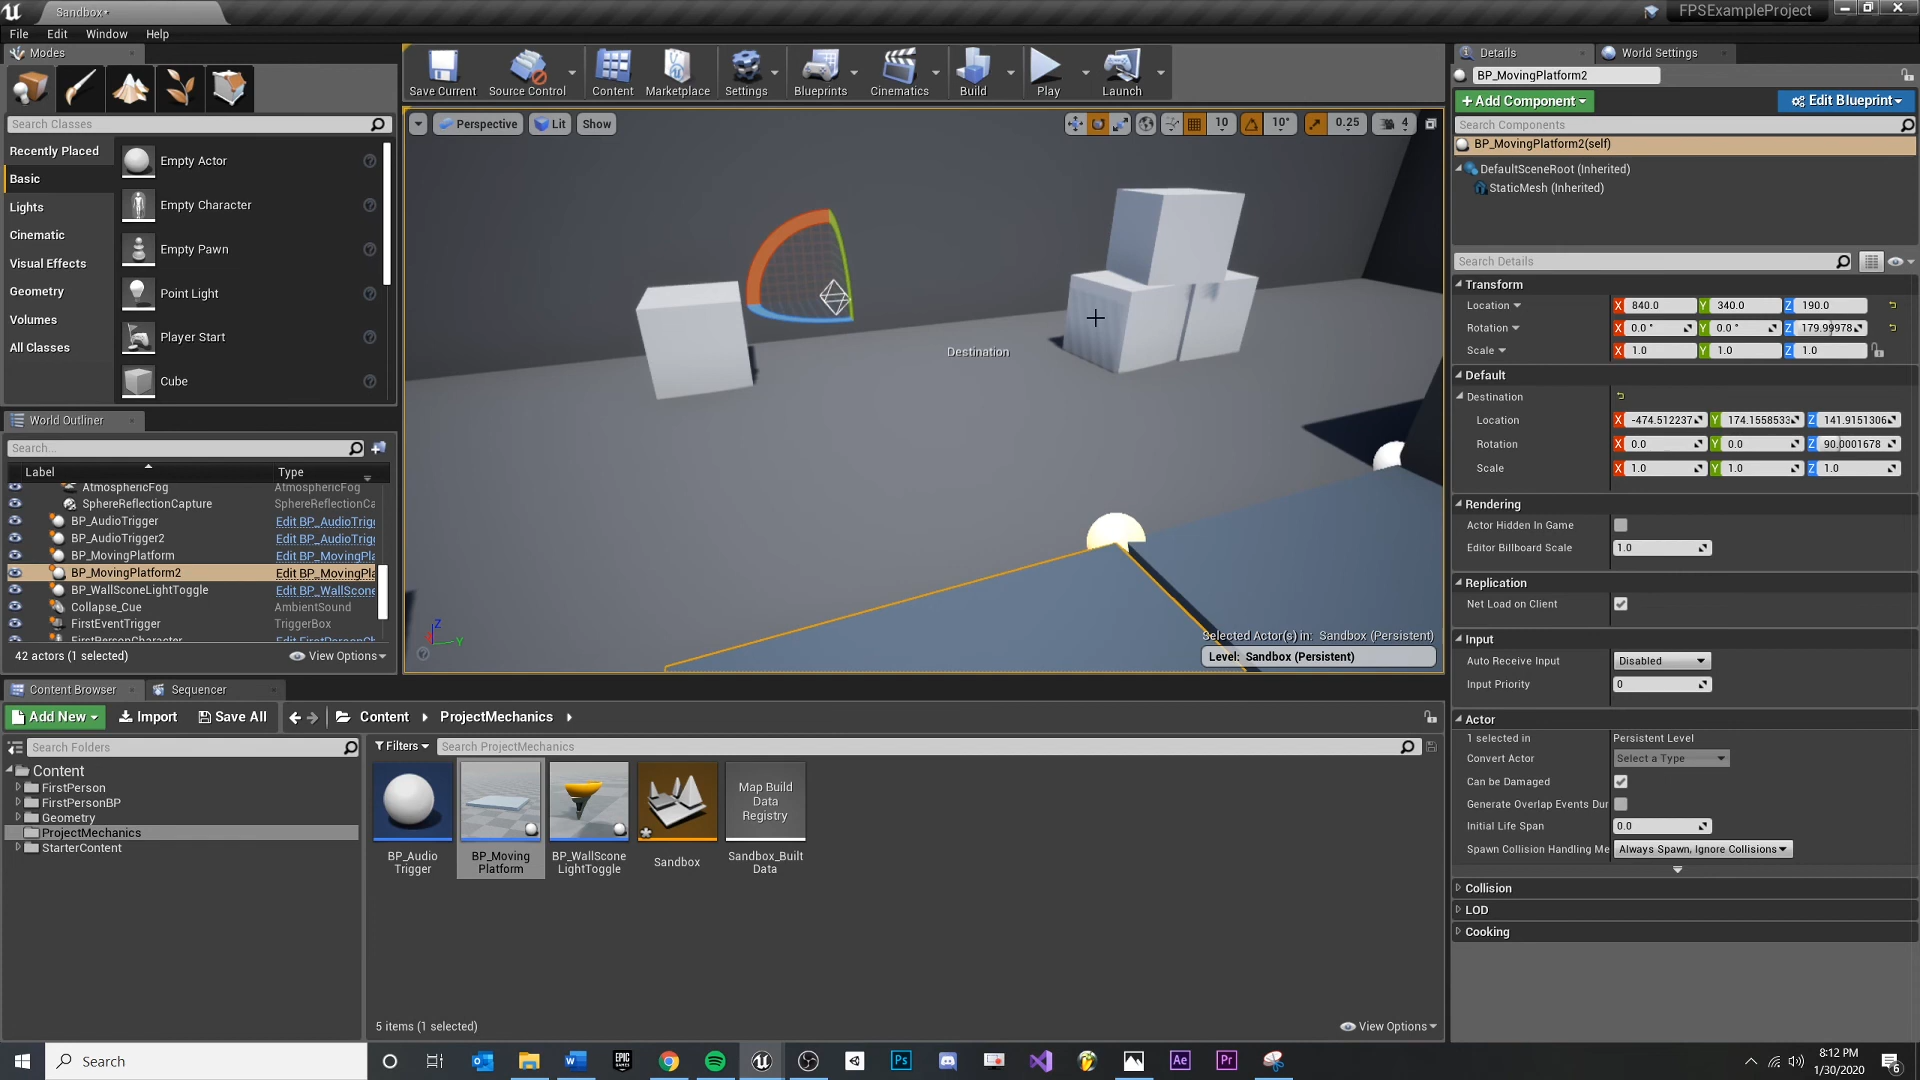 Sandbox•
FPSExampleProject
File Edit Window Help
Modes
Search Classes
Recently Placed
Basic
Lights
Cinematic
Visual Effects
Geometry
Volumes
All Classes
Empty Actor
Empty Character
Empty Pawn
Point Light
Player Start
Cube
World Outliner
Search...
Label Type
AtmosphericFog AtmosphericFog
SphereReflectionCapture SphereReflectionCa
BP_AudioTrigger Edit BP_AudioTrig
BP_AudioTrigger2 Edit BP_AudioTrig
BP_MovingPlatform Edit BP_MovingPla
BP_MovingPlatform2 Edit BP_MovingPla
BP_WallSconeLightToggle Edit BP_WallScone
Collapse_Cue AmbientSound
FirstEventTrigger TriggerBox
FirstPersonCharacter Edit FirstPersonCh
42 actors (1 selected) View Options
Save Current Source Control Content Marketplace Settings Blueprints Cinematics Build Play Launch
Perspective Lit Show
10 10° 0.25 4
Destination
Z
Y
Selected Actor(s) in: Sandbox (Persistent)
Level: Sandbox (Persistent)
Content Browser Sequencer
Add New Import Save All Content ProjectMechanics
Search Folders
Filters Search ProjectMechanics
Content
FirstPerson
FirstPersonBP
Geometry
ProjectMechanics
StarterContent
BP_Audio
Trigger
BP_Moving
Platform
BP_WallScone
LightToggle
Sandbox
Map Build
Data
Registry
Sandbox_Built
Data
5 items (1 selected) View Options
Details World Settings
BP_MovingPlatform2
+Add Component Edit Blueprint
Search Components
BP_MovingPlatform2(self)
DefaultSceneRoot (Inherited)
StaticMesh (Inherited)
Search Details
Transform
Location X 840.0 Y 340.0 Z 190.0
Rotation X 0.0 ° Y 0.0 ° Z 179.99978
Scale X 1.0 Y 1.0 Z 1.0
Default
Destination
Location X -474.512237 Y 174.1558533 Z 141.9151306
Rotation X 0.0 Y 0.0 Z 90.0001678
Scale X 1.0 Y 1.0 Z 1.0
Rendering
Actor Hidden In Game
Editor Billboard Scale 1.0
Replication
Net Load on Client
Input
Auto Receive Input Disabled
Input Priority 0
Actor
1 selected in Persistent Level
Convert Actor Select a Type
Can be Damaged
Generate Overlap Events Dur
Initial Life Span 0.0
Spawn Collision Handling Me Always Spawn, Ignore Collisions
Collision
LOD
Cooking
Search
EPIC
GAMES
Ps
Ae
Pr
8:12 PM
1/30/2020
6